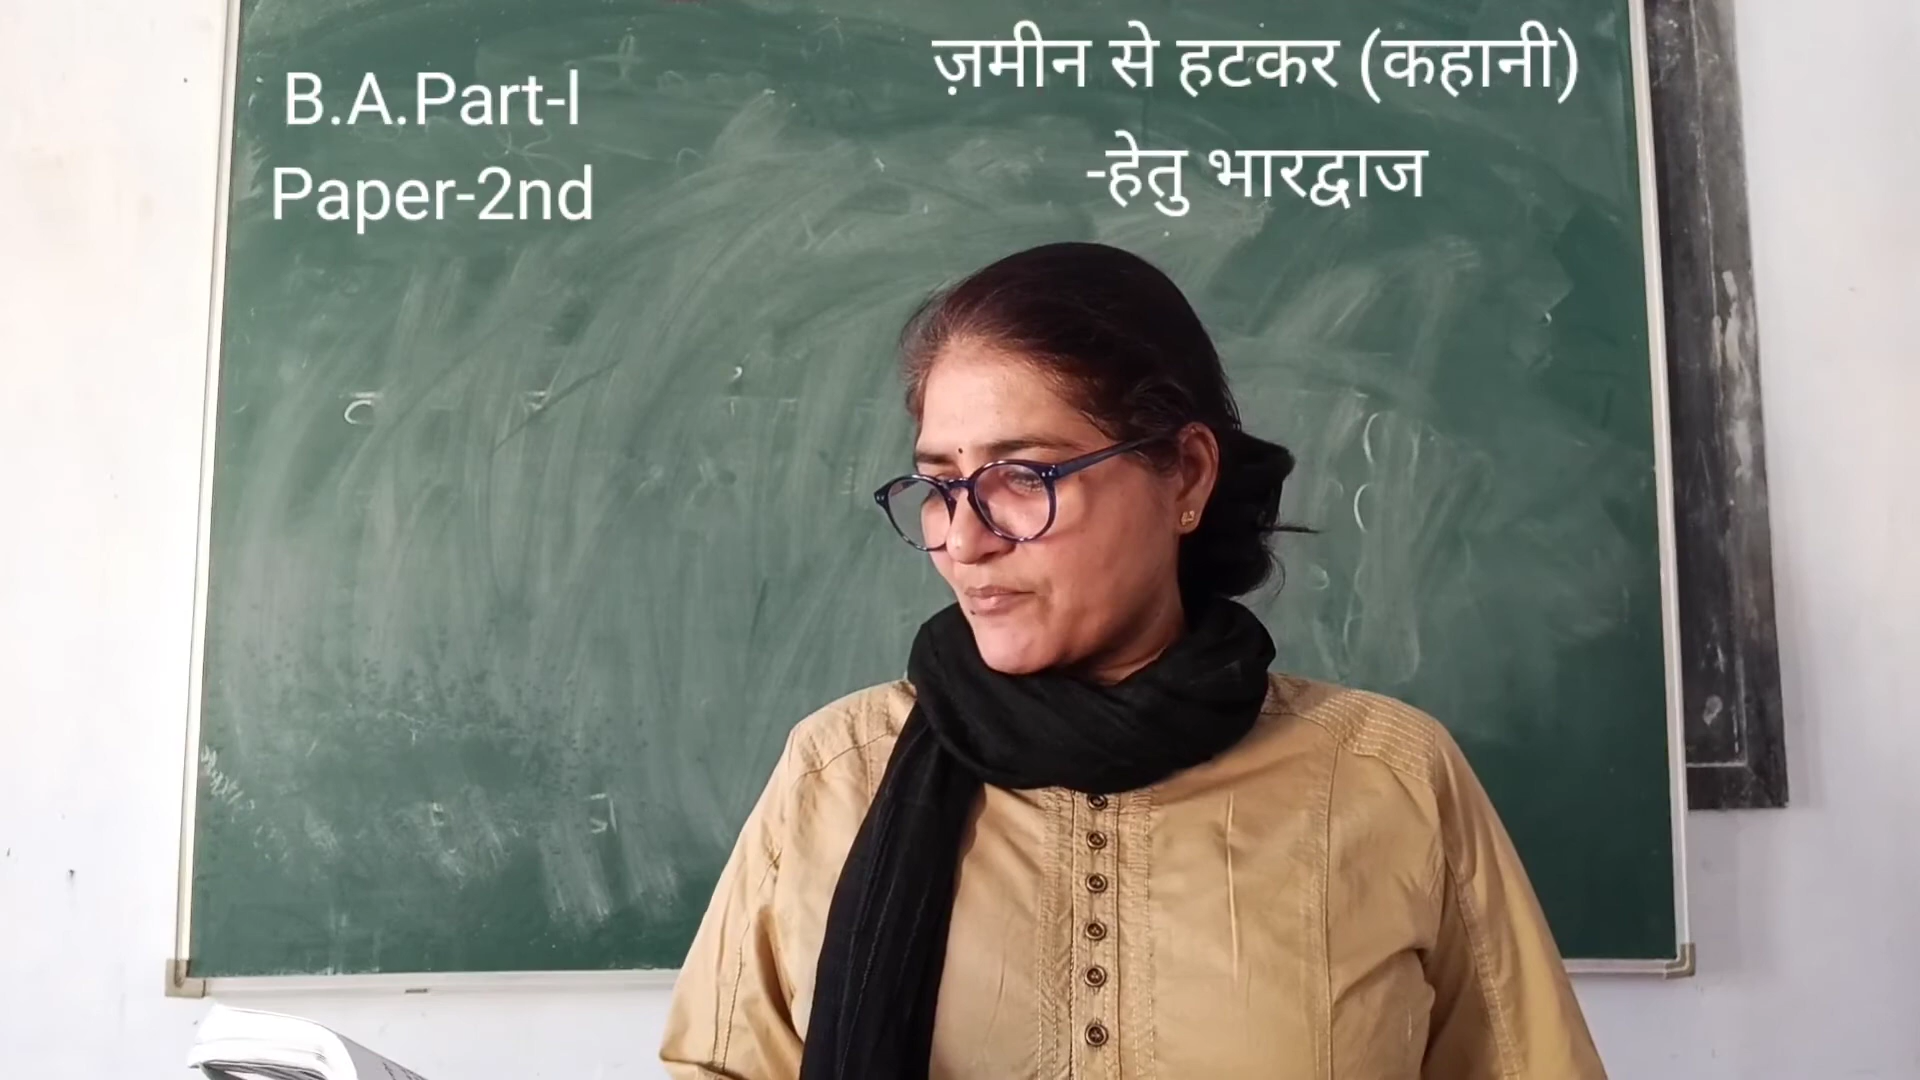 B.A.Part-I
Paper-2nd
ज़मीन से हटकर (कहानी)
-हेतु भारद्वाज